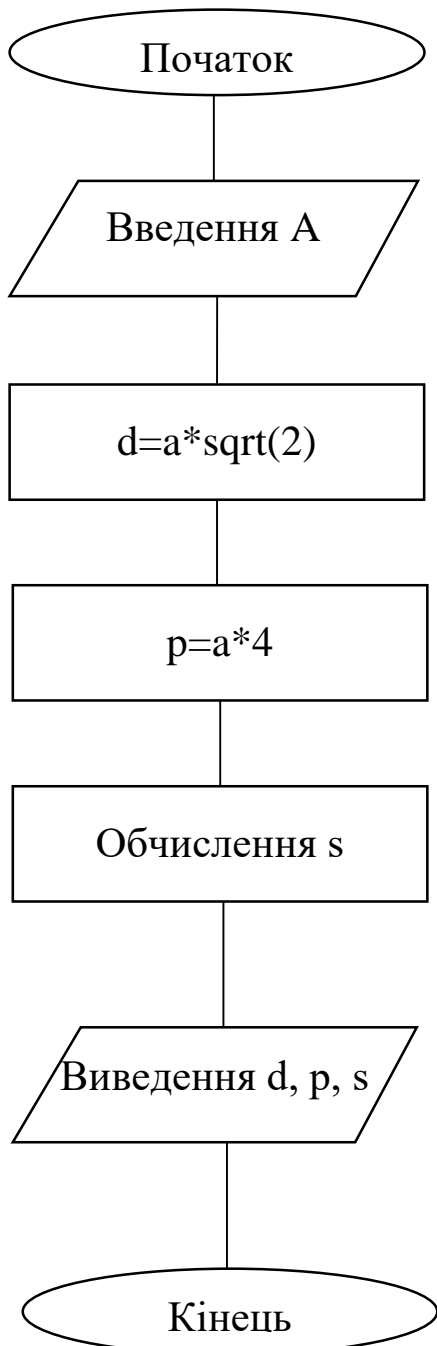 Початок
Введення А
d=a*sqrt(2)
p=a*4
Обчислення s
Виведення d, p, s
Кінець